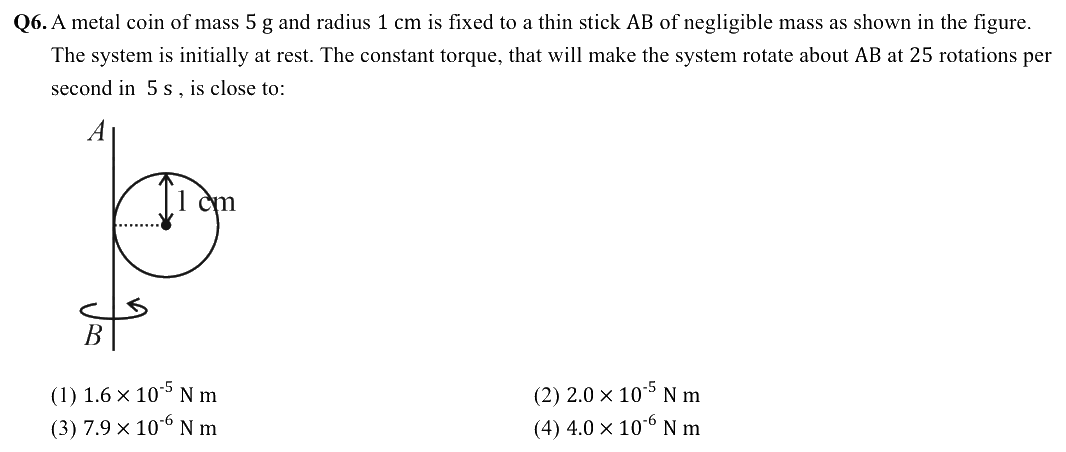 Q6. A metal coin of mass 5 g and radius 1 cm is fixed to a thin stick AB of negligible mass as shown in the figure.
The system is initially at rest. The constant torque, that will make the system rotate about AB at 25 rotations per
second in 5 s , is close to:
A
1 cm
B
(1) 1.6 × 10⁻⁵ N m (2) 2.0 × 10⁻⁵ N m
(3) 7.9 × 10⁻⁶ N m (4) 4.0 × 10⁻⁶ N m